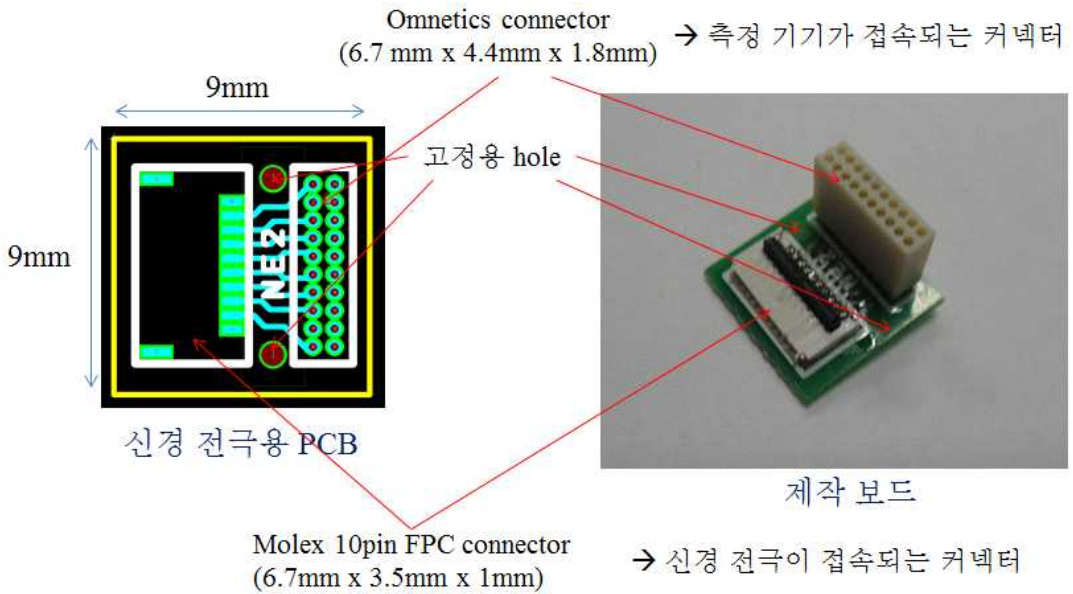 Omnetics connector
(6.7 mm x 4.4mm x 1.8mm)
→ 측정 기기가 접속되는 커넥터
9mm
고정용 hole
9mm
NE2
신경 전극용 PCB
제작 보드
Molex 10pin FPC connector
(6.7mm x 3.5mm x 1mm)
→ 신경 전극이 접속되는 커넥터